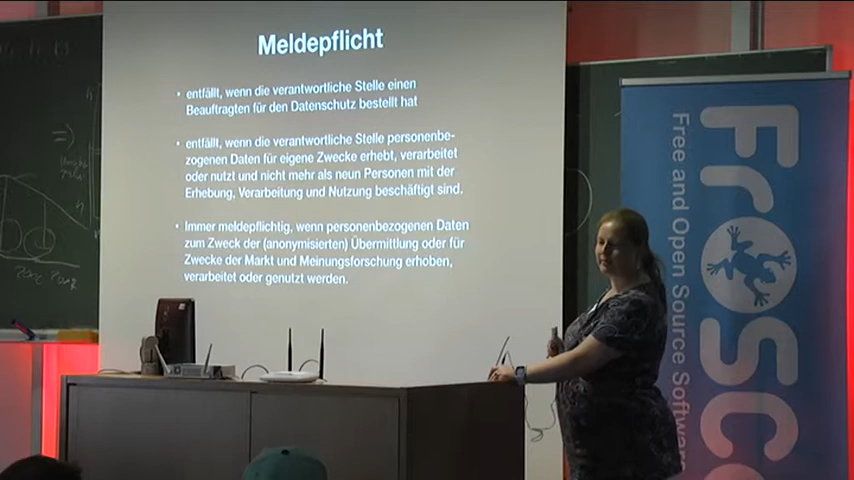 Meldepflicht
• entfällt, wenn die verantwortliche Stelle einen
Beauftragten für den Datenschutz bestellt hat
• entfällt, wenn die verantwortliche Stelle personenbe-
zogenen Daten für eigene Zwecke erhebt, verarbeitet
oder nutzt und nicht mehr als neun Personen mit der
Erhebung, Verarbeitung und Nutzung beschäftigt sind.
• Immer meldepflichtig, wenn personenbezogenen Daten
zum Zweck der (anonymisierten) Übermittlung oder für
Zwecke der Markt und Meinungsforschung erhoben,
verarbeitet oder genutzt werden.
Free and Open Source Software
FrOSC